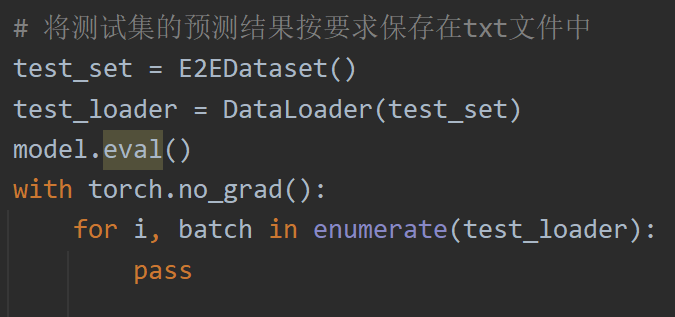 # 将测试集的预测结果按要求保存在txt文件中
test_set = E2EDataset()
test_loader = DataLoader(test_set)
model.eval()
with torch.no_grad():
    for i, batch in enumerate(test_loader):
        pass